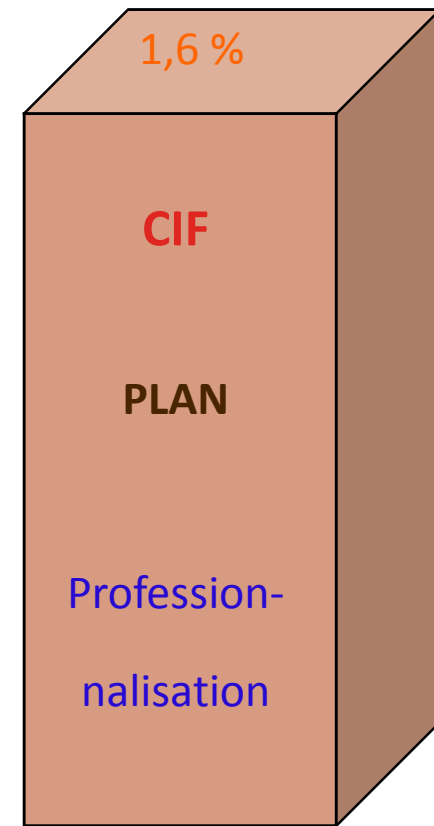 1,6 %
CIF
PLAN
Profession-
nalisation